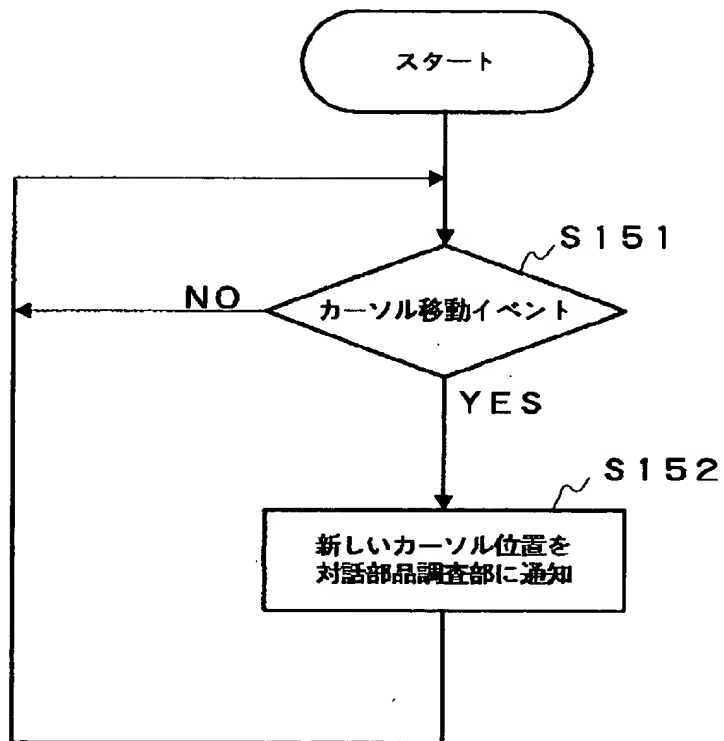 スタート
S151
NO
カーソル移動イベント
YES
S152
新しいカーソル位置を
対話部品調査部に通知